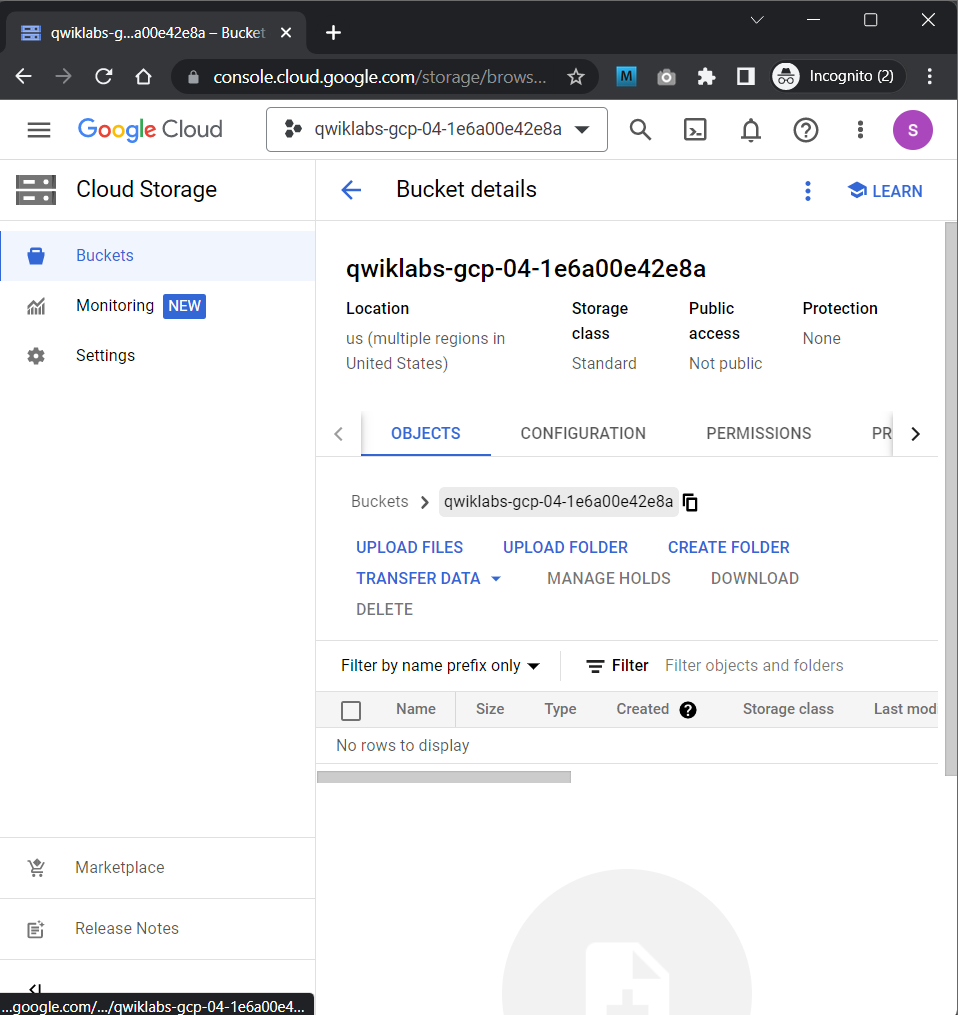 qwiklabs-g...a00e42e8a – Bucket
console.cloud.google.com/storage/brows...
M
Incognito (2)
Google Cloud
qwiklabs-gcp-04-1e6a00e42e8a
S
Cloud Storage
Bucket details
LEARN
Buckets
Monitoring NEW
Settings
qwiklabs-gcp-04-1e6a00e42e8a
Location
us (multiple regions in
United States)
Storage
class
Standard
Public
access
Not public
Protection
None
OBJECTS CONFIGURATION PERMISSIONS PR
Buckets qwiklabs-gcp-04-1e6a00e42e8a
UPLOAD FILES UPLOAD FOLDER CREATE FOLDER
TRANSFER DATA MANAGE HOLDS DOWNLOAD
DELETE
Filter by name prefix only Filter Filter objects and folders
Name Size Type Created ? Storage class Last modi
No rows to display
Marketplace
Release Notes
...google.com/.../qwiklabs-gcp-04-1e6a00e4...